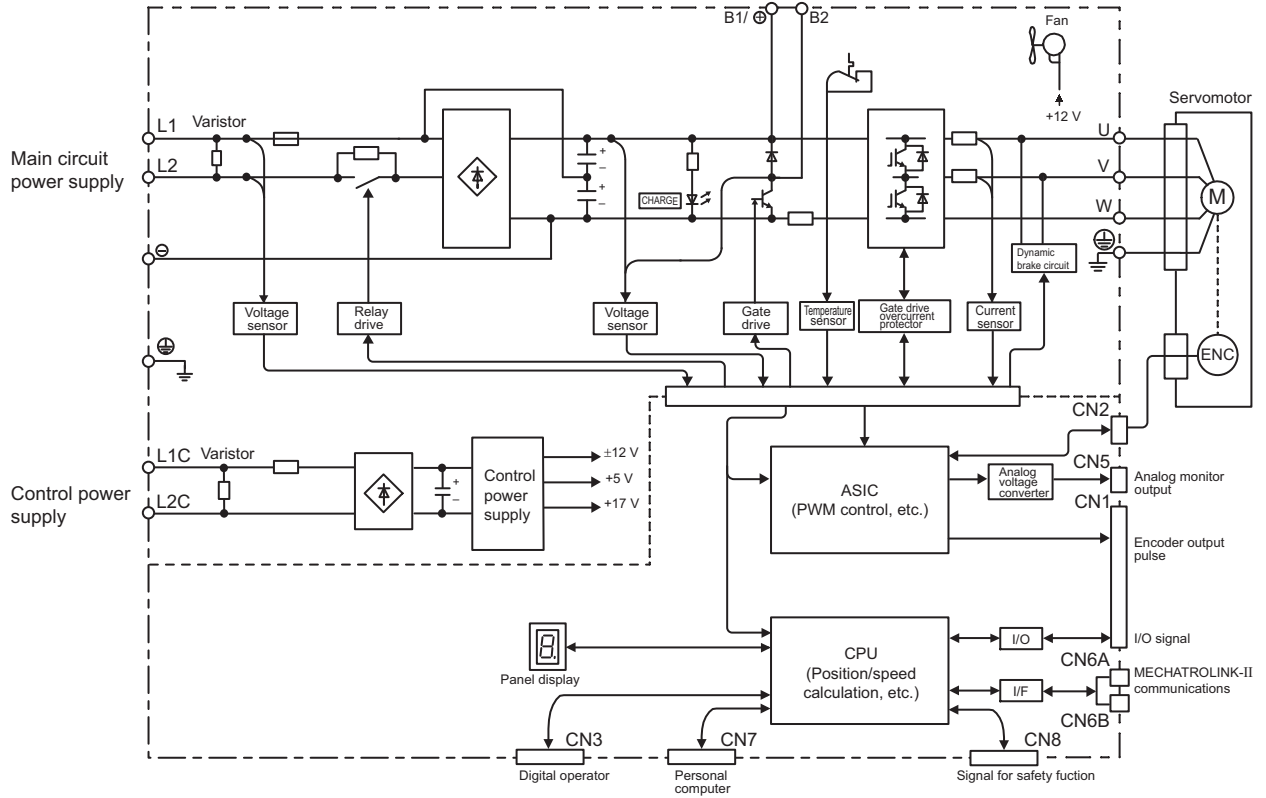 B1/ ⊕
B2
Fan
+12 V
Servomotor
Main circuit
power supply
L1
Varistor
L2
+
–
+
–
CHARGE
U
V
W
M
⊖
Dynamic
brake circuit
Voltage
sensor
Relay
drive
Voltage
sensor
Gate
drive
Temperature
sensor
Gate drive
overcurrent
protector
Current
sensor
ENC
CN2
Control power
supply
L1C
Varistor
L2C
+
–
Control
power
supply
±12 V
+5 V
+17 V
ASIC
(PWM control, etc.)
Analog
voltage
converter
CN5
Analog monitor
output
CN1
Encoder output
pulse
I/O signal
8.
Panel display
CPU
(Position/speed
calculation, etc.)
I/O
I/F
CN6A
MECHATROLINK-II
communications
CN6B
CN3
Digital operator
CN7
Personal
computer
CN8
Signal for safety fuction